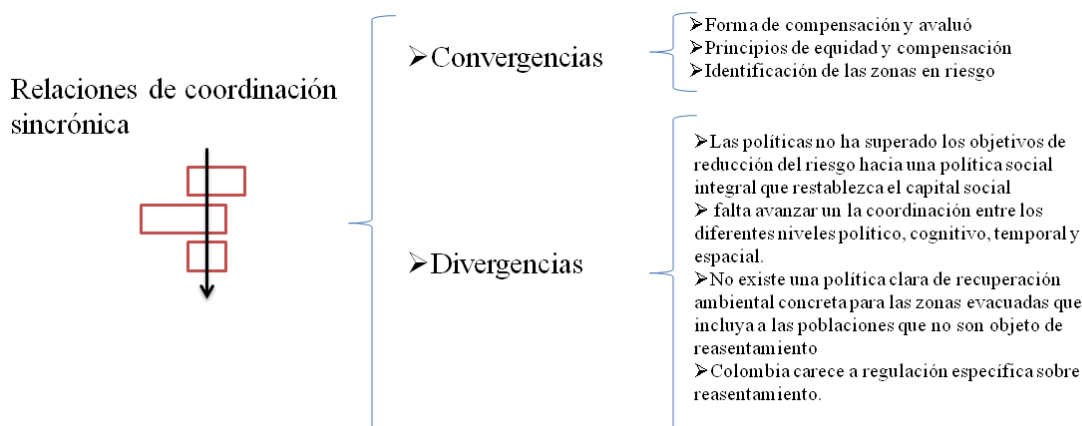 Relaciones de coordinación
sincrónica
➢Convergencias
➢Forma de compensación y avaluó
➢Principios de equidad y compensación
➢Identificación de las zonas en riesgo
➢Divergencias
➢Las políticas no ha superado los objetivos de
reducción del riesgo hacia una política social
integral que restablezca el capital social
➢ falta avanzar un la coordinación entre los
diferentes niveles político, cognitivo, temporal y
espacial.
➢No existe una política clara de recuperación
ambiental concreta para las zonas evacuadas que
incluya a las poblaciones que no son objeto de
reasentamiento
➢Colombia carece a regulación específica sobre
reasentamiento.